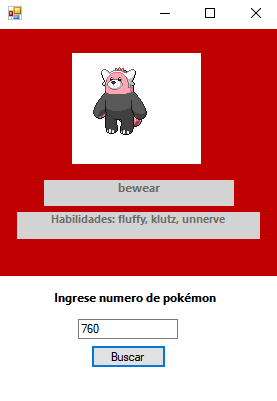 bewear
Habilidades: fluffy, klutz, unnerve
Ingrese numero de pokémon
760
Buscar